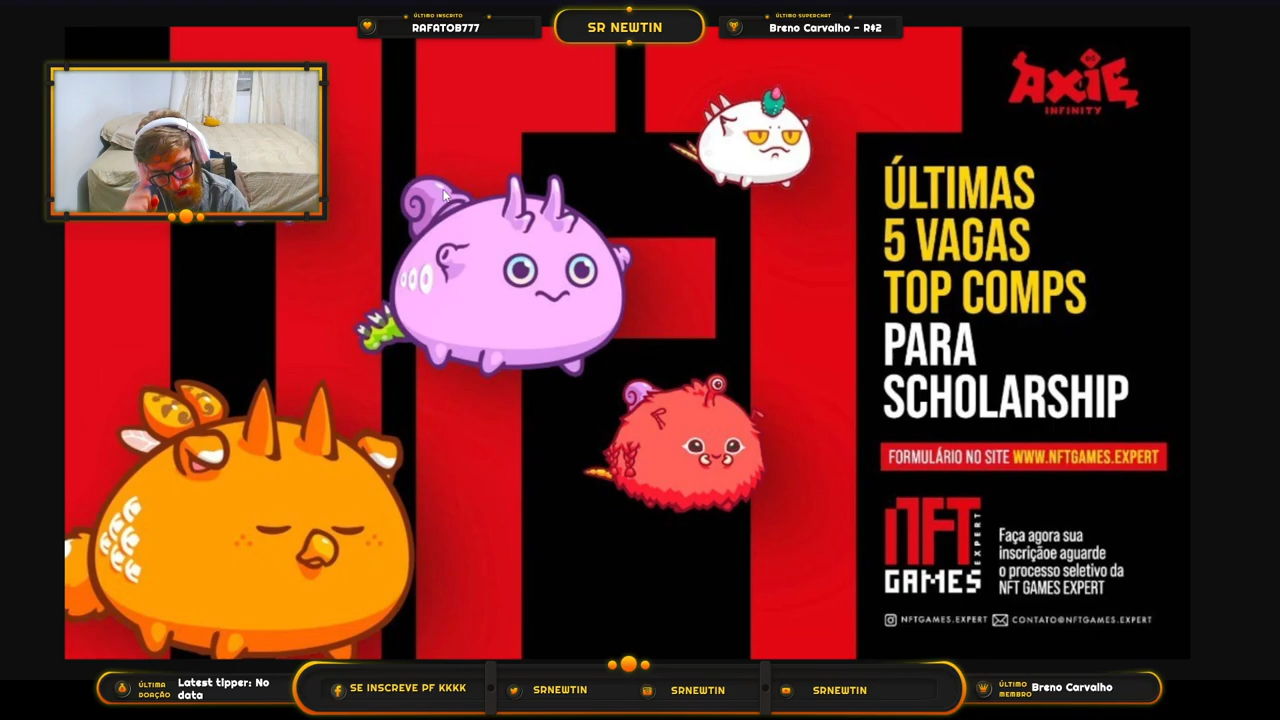 ÚLTIMO INSCRITO
RAFATOB777
SR NEWTIN
ÚLTIMO SUPERCHAT
Breno Carvalho - R$2
AXIE
INFINITY
ÚLTIMAS
5 VAGAS
TOP COMPS
PARA
SCHOLARSHIP
FORMULÁRIO NO SITE WWW.NFTGAMES.EXPERT
NFT
EXPERT
GAMES
Faça agora sua
inscriçãoe aguarde
o processo seletivo da
NFT GAMES EXPERT
NFTGAMES.EXPERT CONTATO@NFTGAMES.EXPERT
ÚLTIMA
DOAÇÃO
Latest tipper: No
data
SE INSCREVE PF KKKK
SRNEWTIN
SRNEWTIN
SRNEWTIN
ÚLTIMO
MEMBRO
Breno Carvalho